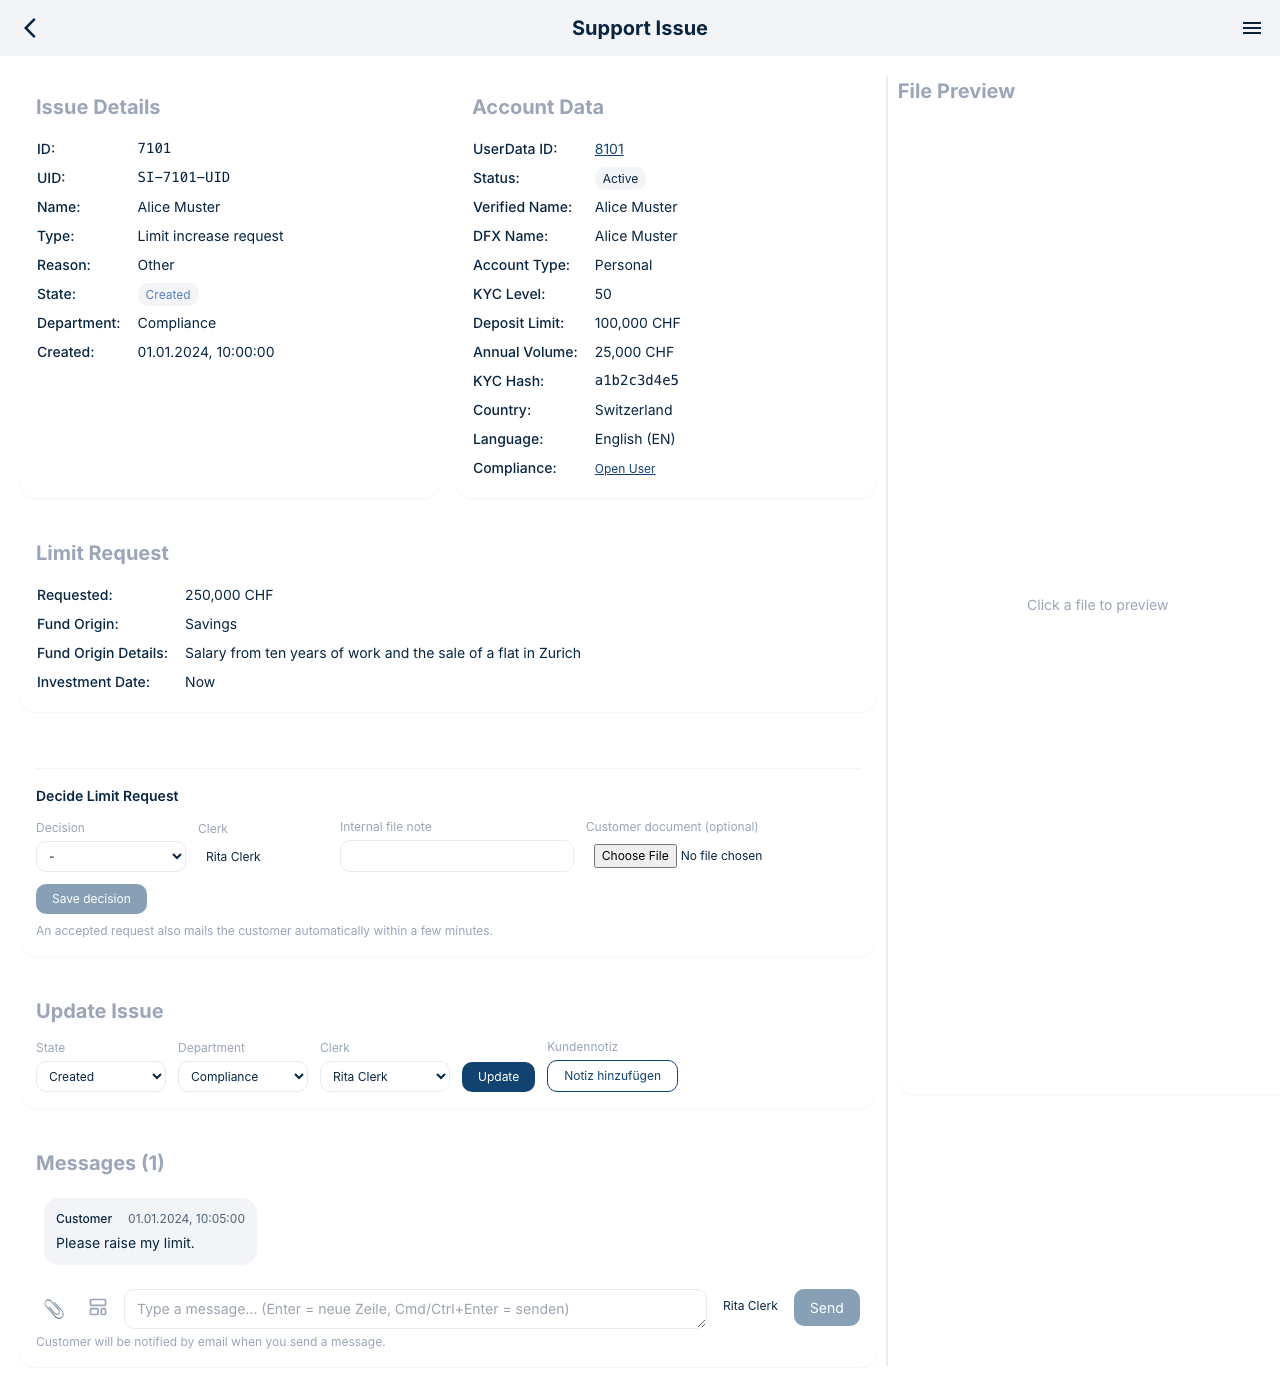 Support Issue
Issue Details
ID: 7101
UID: SI-7101-UID
Name: Alice Muster
Type: Limit increase request
Reason: Other
State: Created
Department: Compliance
Created: 01.01.2024, 10:00:00
Account Data
UserData ID: 8101
Status: Active
Verified Name: Alice Muster
DFX Name: Alice Muster
Account Type: Personal
KYC Level: 50
Deposit Limit: 100,000 CHF
Annual Volume: 25,000 CHF
KYC Hash: a1b2c3d4e5
Country: Switzerland
Language: English (EN)
Compliance: Open User
File Preview
Click a file to preview
Limit Request
Requested: 250,000 CHF
Fund Origin: Savings
Fund Origin Details: Salary from ten years of work and the sale of a flat in Zurich
Investment Date: Now
Decide Limit Request
Decision Clerk Internal file note Customer document (optional)
- Rita Clerk Choose File No file chosen
Save decision
An accepted request also mails the customer automatically within a few minutes.
Update Issue
State Department Clerk Kundennotiz
Created Compliance Rita Clerk Update Notiz hinzufügen
Messages (1)
Customer 01.01.2024, 10:05:00
Please raise my limit.
Type a message... (Enter = neue Zeile, Cmd/Ctrl+Enter = senden) Rita Clerk Send
Customer will be notified by email when you send a message.